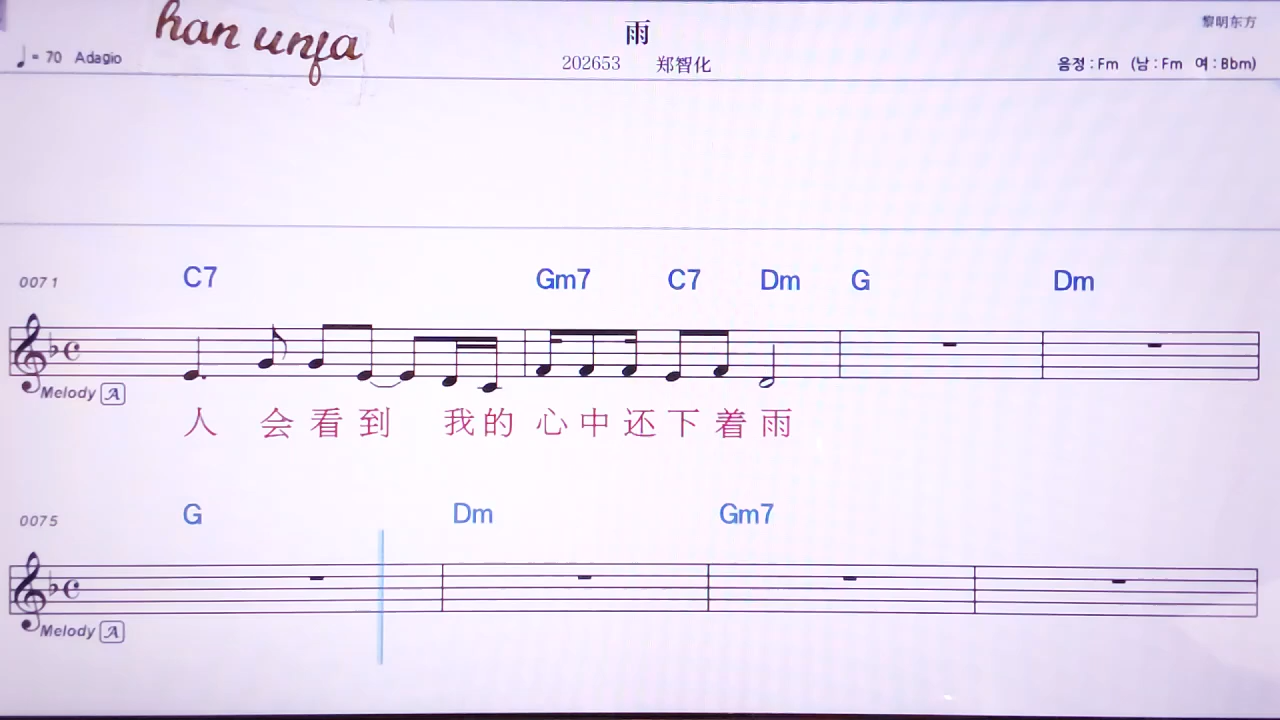 han unfa
雨
黎明东方
♩= 70 Adagio
202653 郑智化
음정 : Fm (남 : Fm 여 : Bbm)
0071 C7 Gm7 C7 Dm G Dm
Melody A
人 会 看 到 我 的 心 中 还 下 着 雨
0075 G Dm Gm7
Melody A